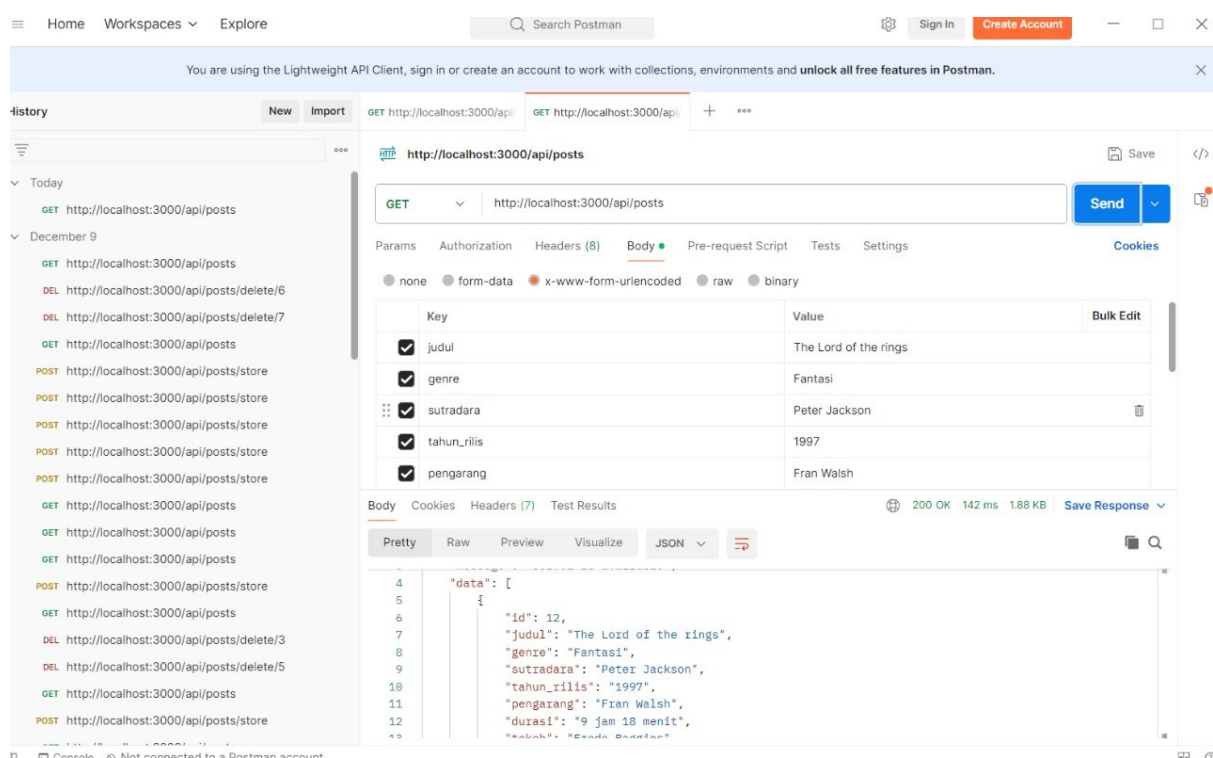 Home Workspaces Explore Search Postman Sign In Create Account
You are using the Lightweight API Client, sign in or create an account to work with collections, environments and unlock all free features in Postman.
History New Import
GET http://localhost:3000/api GET http://localhost:3000/api/
HTTP http://localhost:3000/api/posts Save
Today
GET http://localhost:3000/api/posts
December 9
GET http://localhost:3000/api/posts
DEL http://localhost:3000/api/posts/delete/6
DEL http://localhost:3000/api/posts/delete/7
GET http://localhost:3000/api/posts
POST http://localhost:3000/api/posts/store
POST http://localhost:3000/api/posts/store
POST http://localhost:3000/api/posts/store
POST http://localhost:3000/api/posts/store
POST http://localhost:3000/api/posts/store
GET http://localhost:3000/api/posts
GET http://localhost:3000/api/posts
GET http://localhost:3000/api/posts
POST http://localhost:3000/api/posts/store
GET http://localhost:3000/api/posts
DEL http://localhost:3000/api/posts/delete/3
DEL http://localhost:3000/api/posts/delete/5
GET http://localhost:3000/api/posts
POST http://localhost:3000/api/posts/store
GET http://localhost:3000/api/posts Send
Params Authorization Headers (8) Body Pre-request Script Tests Settings Cookies
none form-data x-www-form-urlencoded raw binary
Key Value Bulk Edit
judul The Lord of the rings
genre Fantasi
sutradara Peter Jackson
tahun_rilis 1997
pengarang Fran Walsh
Body Cookies Headers (7) Test Results 200 OK 142 ms 1.88 KB Save Response
Pretty Raw Preview Visualize JSON
4 "data": [
5 {
6 "id": 12,
7 "judul": "The Lord of the rings",
8 "genre": "Fantasi",
9 "sutradara": "Peter Jackson",
10 "tahun_rilis": "1997",
11 "pengarang": "Fran Walsh",
12 "durasi": "9 jam 18 menit",
13 "tokoh": "Frodo Baggins"
Console Not connected to a Postman account